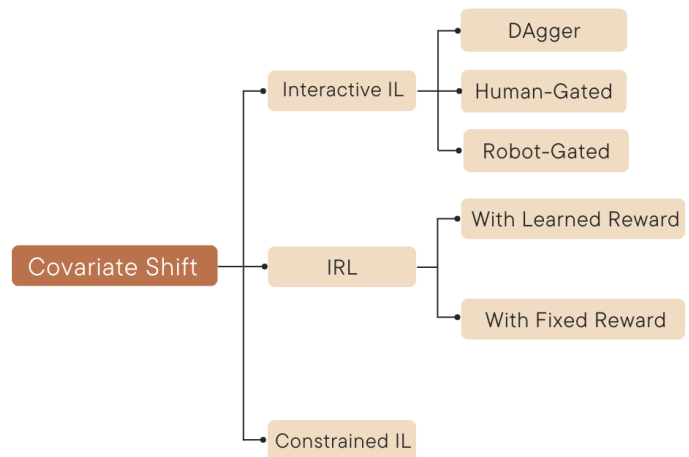 Covariate Shift
Interactive IL
DAgger
Human-Gated
Robot-Gated
IRL
With Learned Reward
With Fixed Reward
Constrained IL